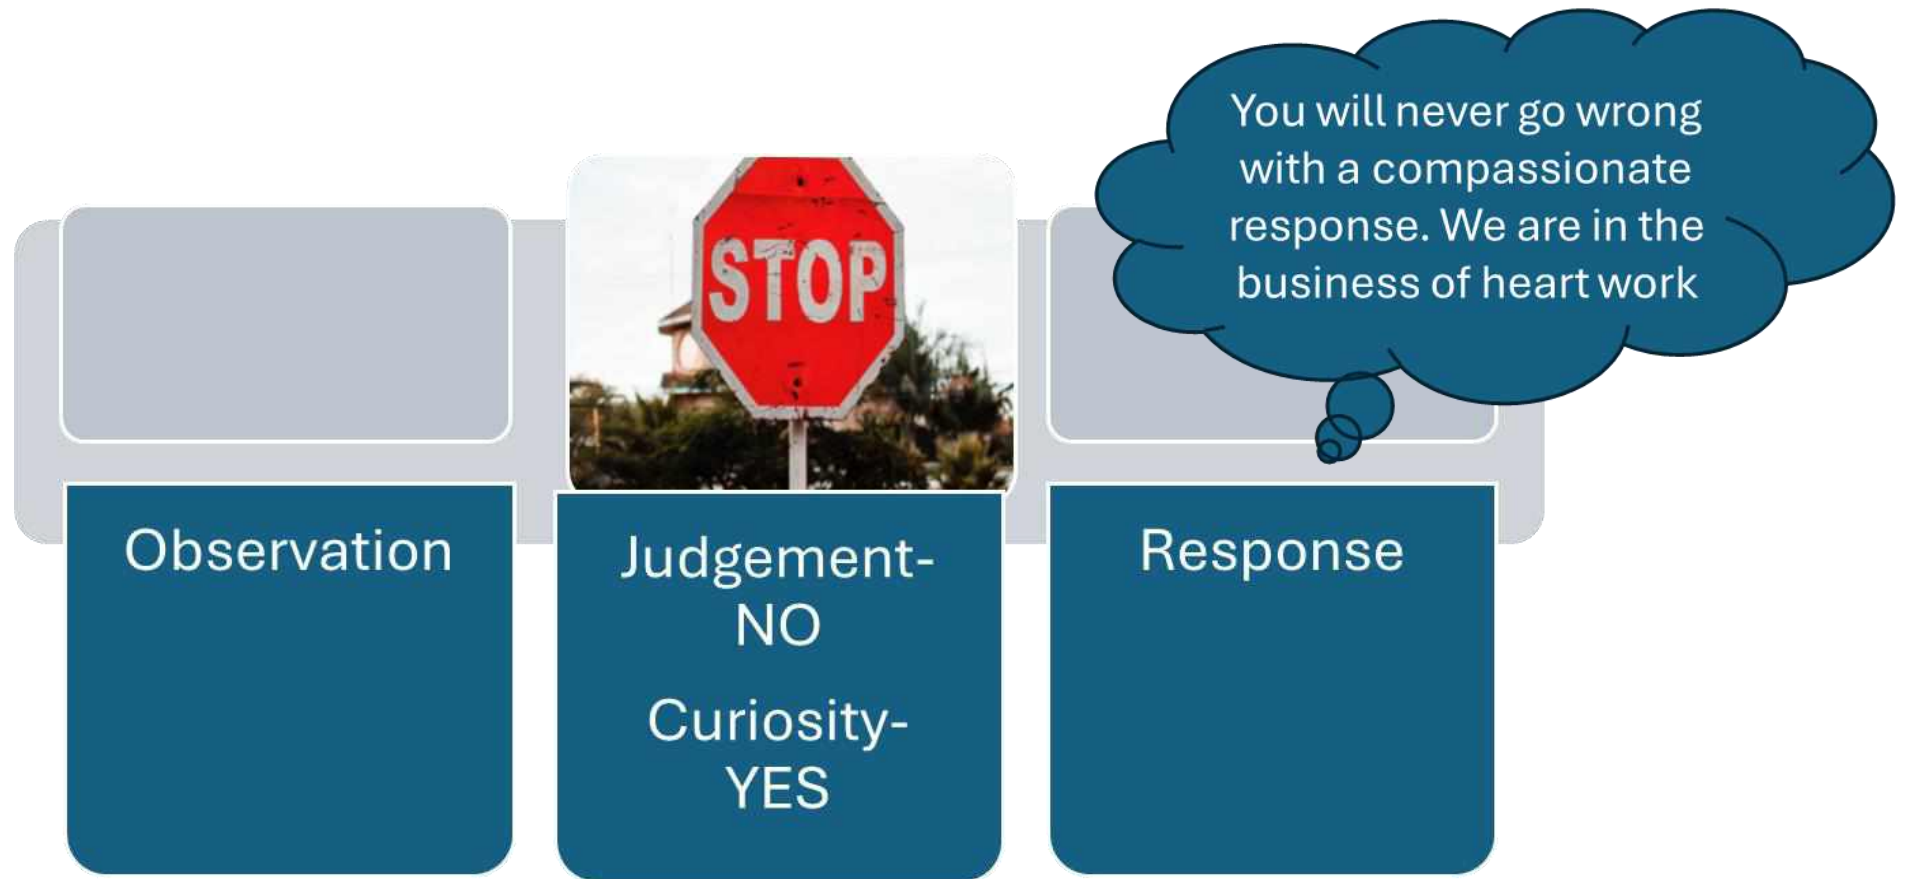 You will never go wrong
with a compassionate
response. We are in the
business of heart work
STOP
Observation
Judgement-
NO
Curiosity-
YES
Response